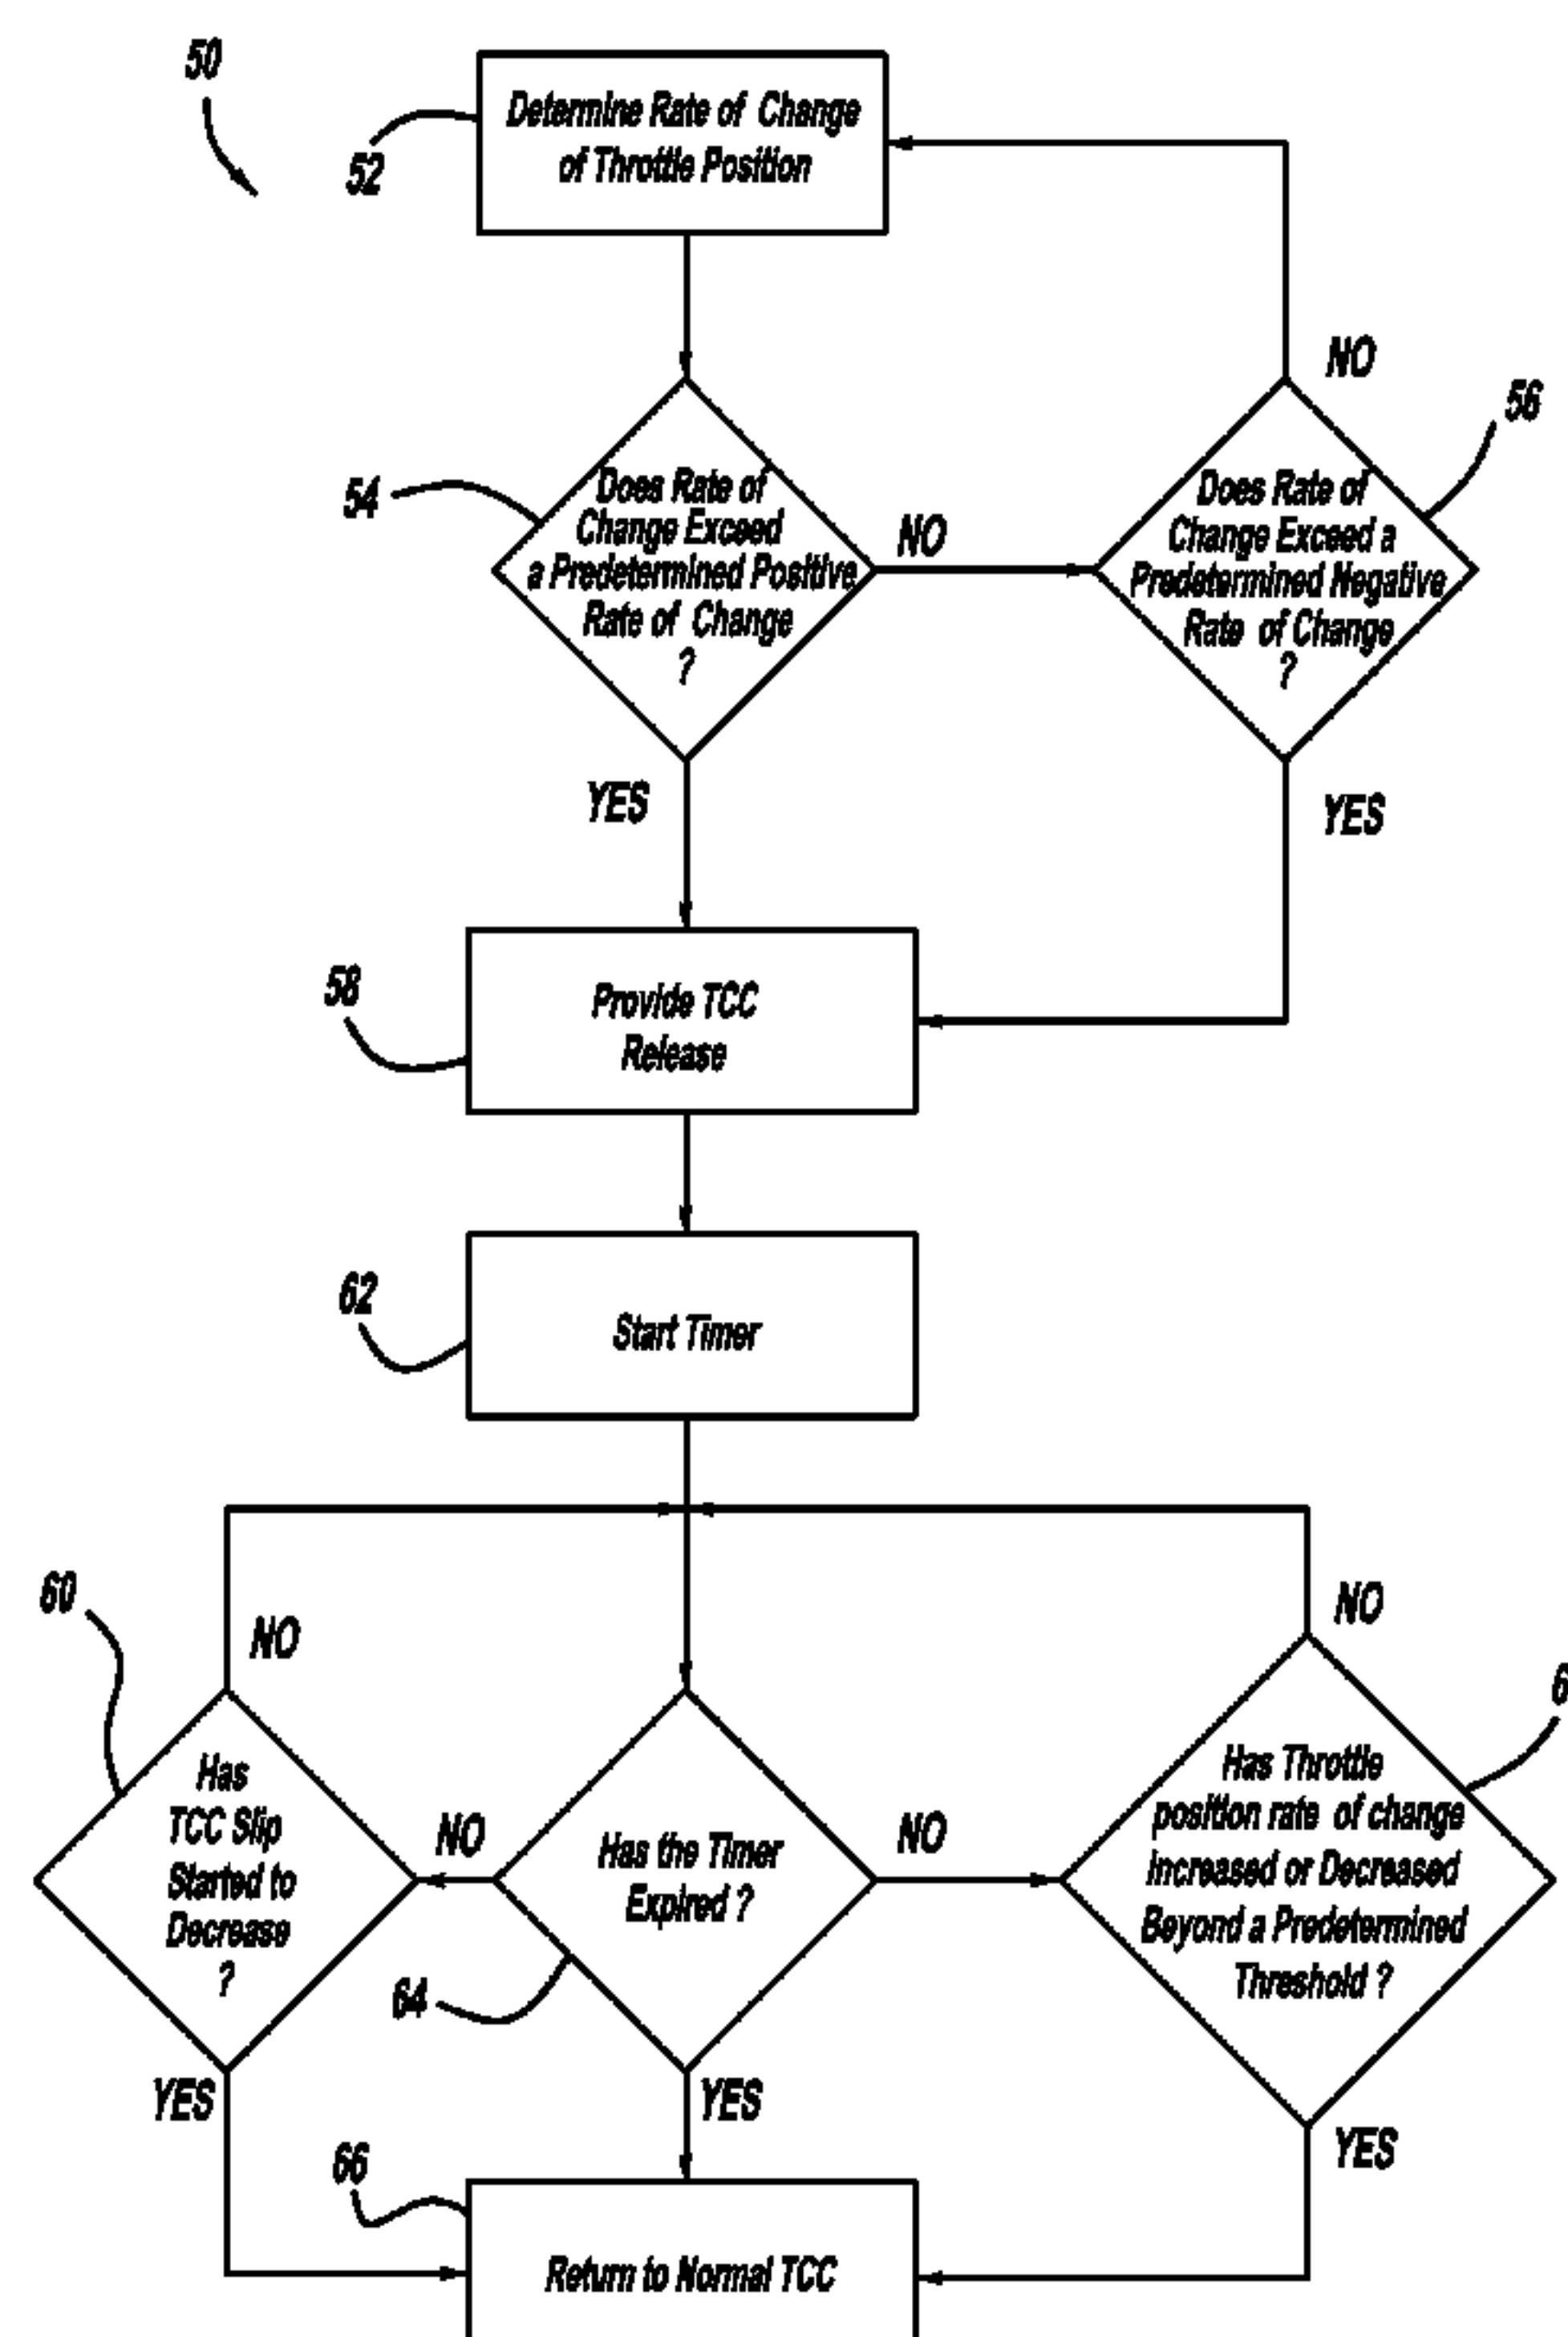 50
52
Determine Rate of Change
of Throttle Position
NO
56
54
Does Rate of
Change Exceed
a Predetermined Positive
Rate of Change
?
NO
Does Rate of
Change Exceed a
Predetermined Negative
Rate of Change
?
YES
YES
58
Provide TCC
Release
62
Start Timer
60
NO
NO
Has
TCC Slip
Started to
Decrease
?
NO
Has the Timer
Expired ?
NO
Has Throttle
position rate of change
increased or Decreased
Beyond a Predetermined
Threshold ?
64
YES
YES
YES
66
Return to Normal TCC